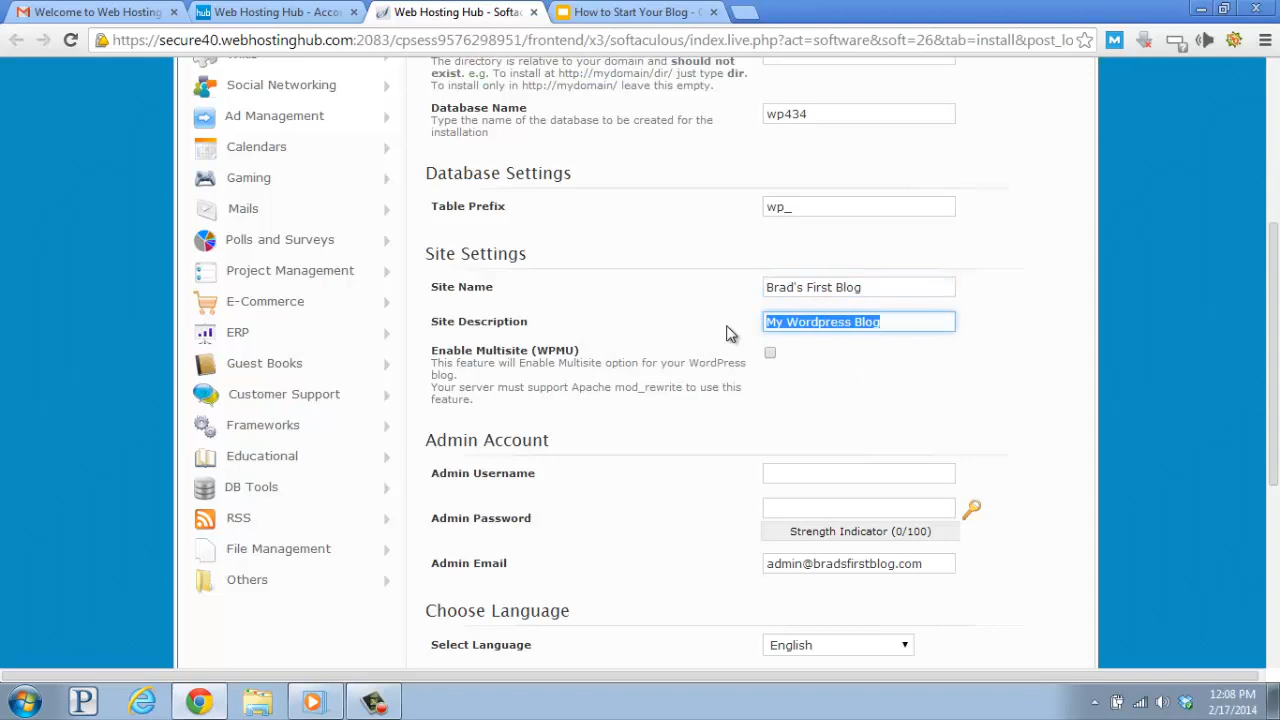 Welcome to Web Hosting
Web Hosting Hub - Acco
Web Hosting Hub - Softa
How to Start Your Blog - 
https://secure40.webhostinghub.com:2083/cpsess9576298951/frontend/x3/softaculous/index.live.php?act=software&soft=26&tab=install&post_lo
The directory is relative to your domain and should not
exist. e.g. To install at http://mydomain/dir/ just type dir.
To install only in http://mydomain/ leave this empty.
Social Networking
Ad Management
Calendars
Gaming
Mails
Polls and Surveys
Project Management
E-Commerce
ERP
Guest Books
Customer Support
Frameworks
Educational
DB Tools
RSS
File Management
Others
Database Name
Type the name of the database to be created for the
installation
wp434
Database Settings
Table Prefix
wp_
Site Settings
Site Name
Brad's First Blog
Site Description
My Wordpress Blog
Enable Multisite (WPMU)
This feature will Enable Multisite option for your WordPress
blog.
Your server must support Apache mod_rewrite to use this
feature.
Admin Account
Admin Username
Admin Password
Strength Indicator (0/100)
Admin Email
admin@bradsfirstblog.com
Choose Language
Select Language
English
12:08 PM
2/17/2014